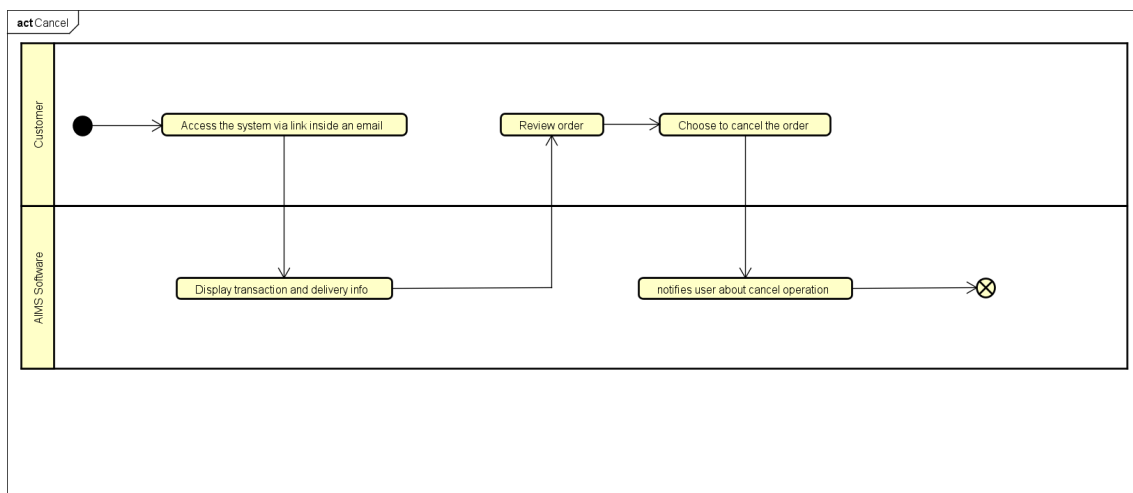 act Cancel
Customer
Access the system via link inside an email
Review order
Choose to cancel the order
AIMS Software
Display transaction and delivery info
notifies user about cancel operation